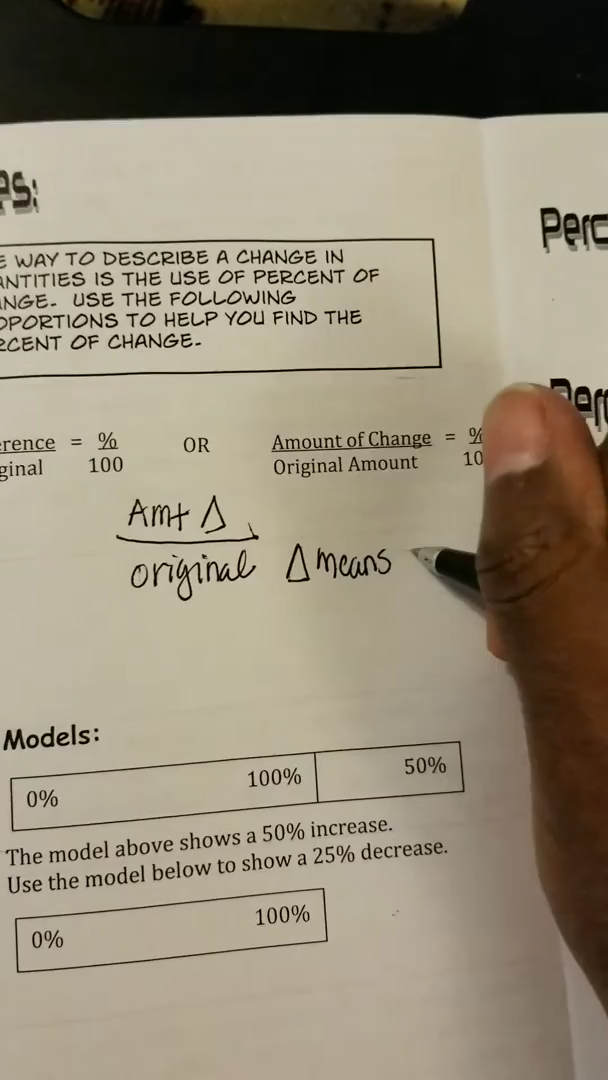 es:
E WAY TO DESCRIBE A CHANGE IN
ANTITIES IS THE USE OF PERCENT OF
NGE. USE THE FOLLOWING
OPORTIONS TO HELP YOU FIND THE
RCENT OF CHANGE.
Perc
Per
erence = % OR Amount of Change = %
ginal 100 Original Amount 10
Amt Δ
original Δ means
Models:
0% 100% 50%
The model above shows a 50% increase.
Use the model below to show a 25% decrease.
0% 100%